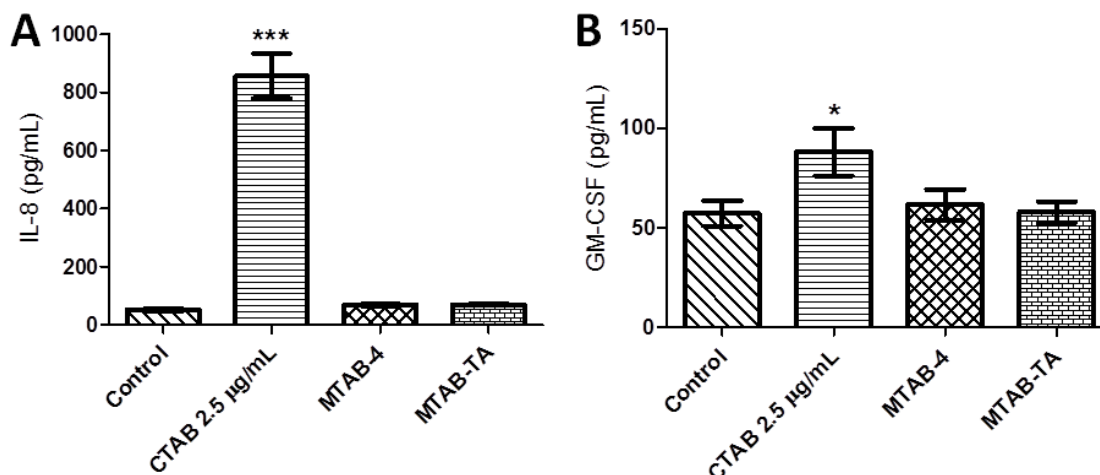 A
IL-8 (pg/mL)
1000
800
600
400
200
0
***
Control
CTAB 2.5 µg/mL
MTAB-4
MTAB-TA
B
GM-CSF (pg/mL)
150
100
50
0
*
Control
CTAB 2.5 µg/mL
MTAB-4
MTAB-TA